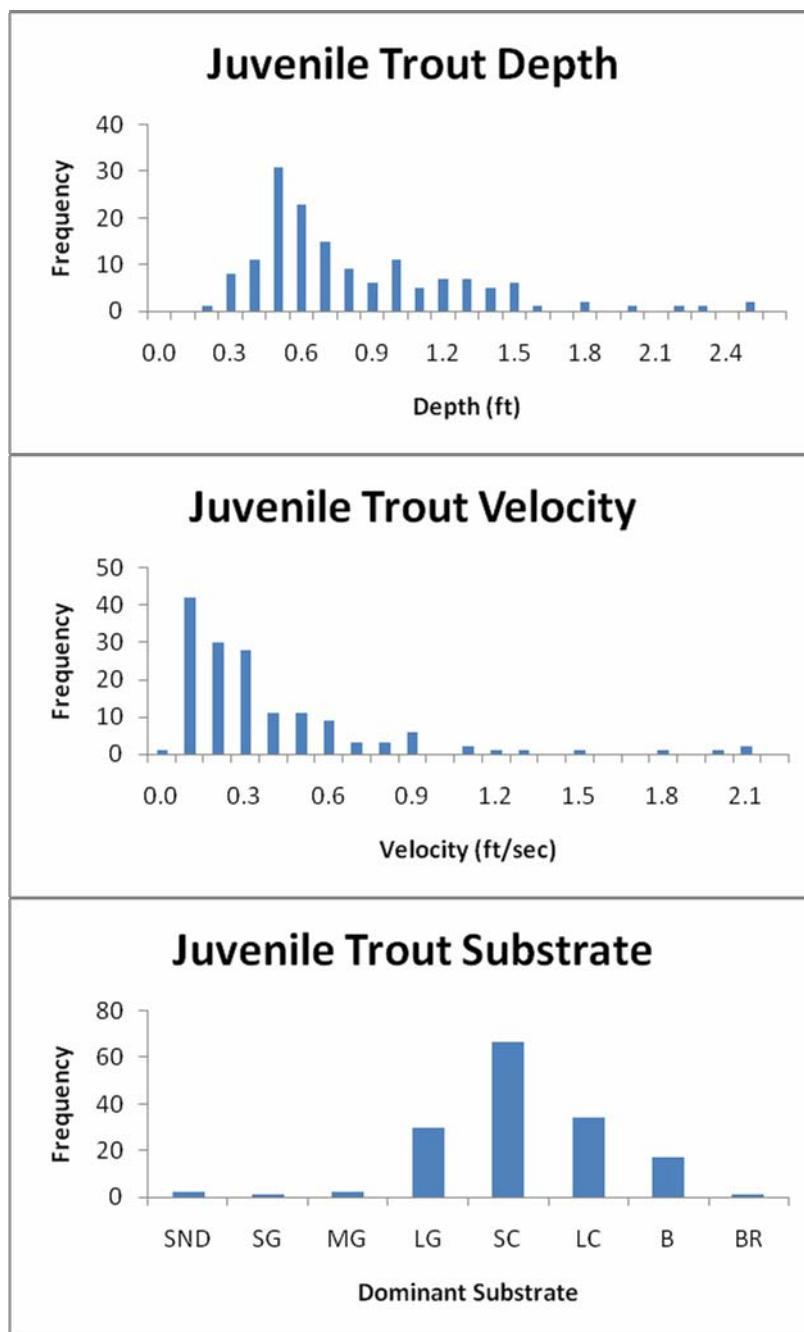 Juvenile Trout Depth
40
30
20
10
0
Frequency
0.0 0.3 0.6 0.9 1.2 1.5 1.8 2.1 2.4
Depth (ft)
Juvenile Trout Velocity
50
40
30
20
10
0
Frequency
0.0 0.3 0.6 0.9 1.2 1.5 1.8 2.1
Velocity (ft/sec)
Juvenile Trout Substrate
80
60
40
20
0
Frequency
SND SG MG LG SC LC B BR
Dominant Substrate